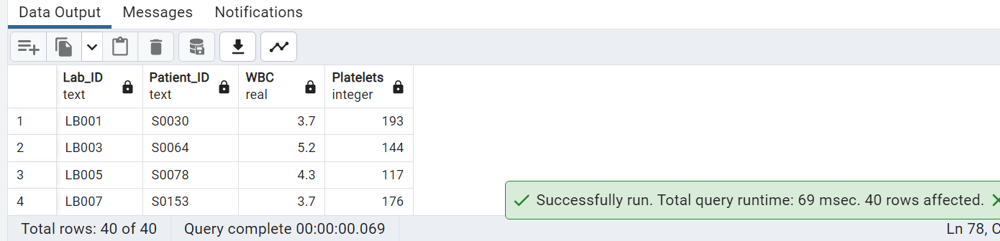 Data Output Messages Notifications
Lab_ID Patient_ID WBC Platelets
text text real integer
1 LB001 S0030 3.7 193
2 LB003 S0064 5.2 144
3 LB005 S0078 4.3 117
4 LB007 S0153 3.7 176
Successfully run. Total query runtime: 69 msec. 40 rows affected.
Total rows: 40 of 40 Query complete 00:00:00.069 Ln 78, C